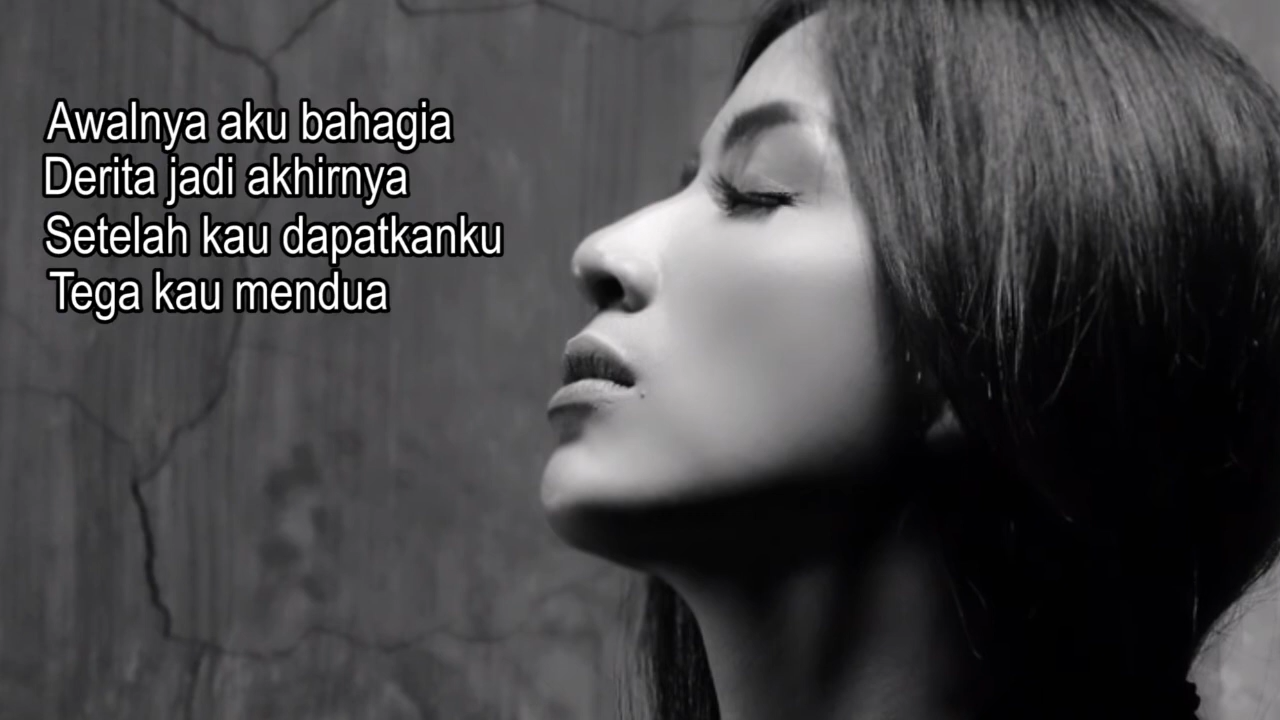 Awalnya aku bahagia
Derita jadi akhirnya
Setelah kau dapatkanku
Tega kau mendua